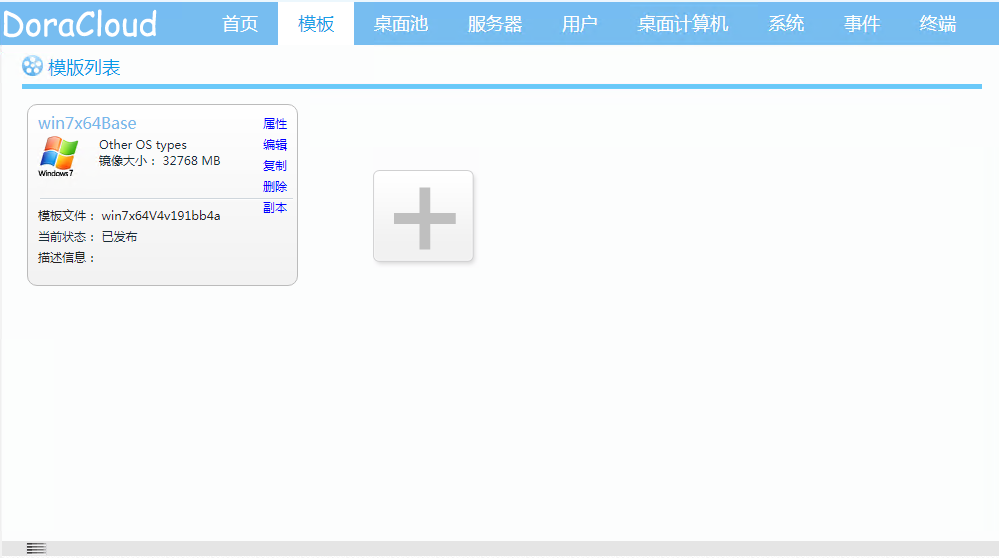 DoraCloud 首页 模板 桌面池 服务器 用户 桌面计算机 系统 事件 终端
模版列表
win7x64Base
属性
Other OS types
编辑
镜像大小： 32768 MB
复制
Windows 7
删除
副本
模板文件： win7x64V4v191bb4a
当前状态： 已发布
描述信息：